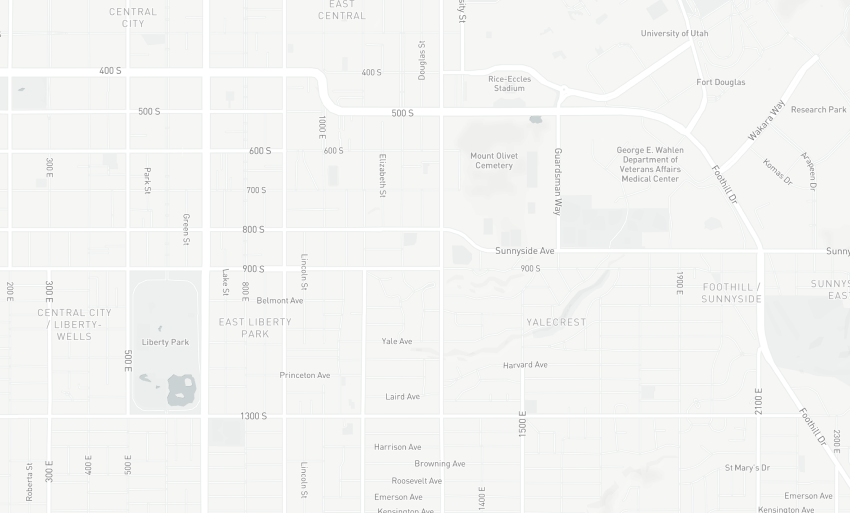 CENTRAL
CITY
EAST
CENTRAL
University of Utah
400 S
400 S
Douglas St
Rice-Eccles
Stadium
Fort Douglas
500 S
500 S
1000 E
Wakara Way
Research Park
600 S
600 S
Mount Olivet
Cemetery
Guardsman Way
George E. Wahlen
Department of
Veterans Affairs
Medical Center
Foothill Dr
Komas Dr
Arapeen Dr
300 E
Park St
Elizabeth St
700 S
Green St
800 S
Sunnyside Ave
Sunny
900 S
900 S
Lincoln St
200 E
300 E
Lake St
800 E
Belmont Ave
1900 E
FOOTHILL /
SUNNYSIDE
SUNNYS
EAST
CENTRAL CITY
/ LIBERTY-
WELLS
EAST LIBERTY
PARK
YALECREST
Liberty Park
500 E
Yale Ave
Harvard Ave
Princeton Ave
Laird Ave
1300 S
1500 E
2100 E
Foothill Dr
2300 E
Harrison Ave
Browning Ave
Roosevelt Ave
Emerson Ave
Kensington Ave
Roberta St
300 E
400 E
500 E
Lincoln St
1400 E
St Mary's Dr
Emerson Ave
Kensington Ave